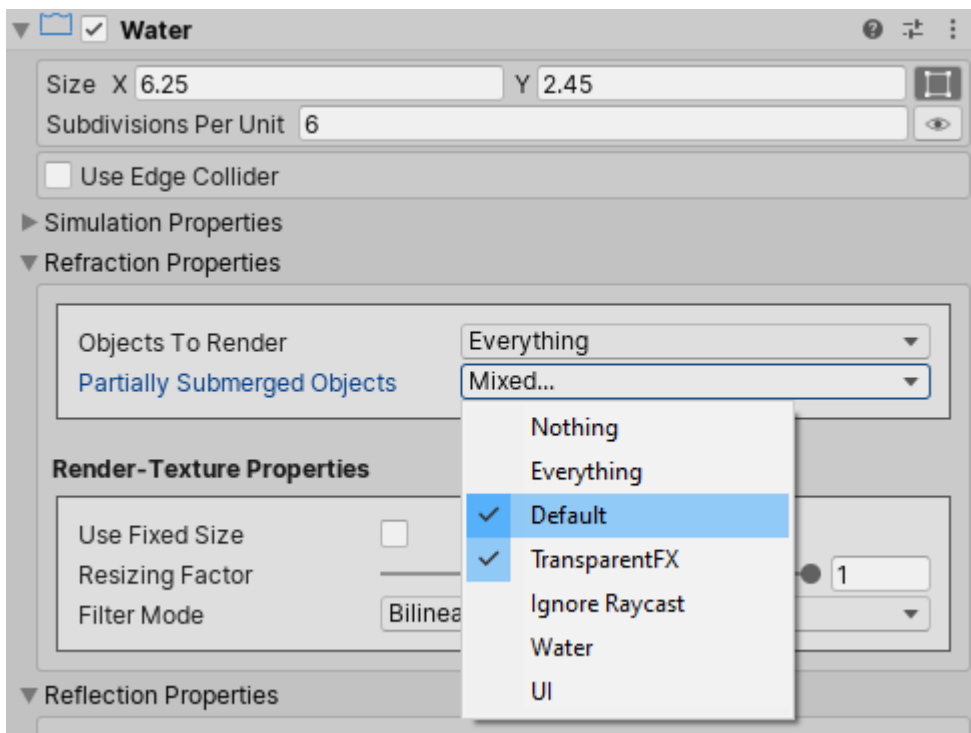 Water
Size X 6.25 Y 2.45
Subdivisions Per Unit 6
Use Edge Collider
Simulation Properties
Refraction Properties
Objects To Render Everything
Partially Submerged Objects Mixed...
Nothing
Everything
Default
TransparentFX
Ignore Raycast
Water
UI
Render-Texture Properties
Use Fixed Size
Resizing Factor 1
Filter Mode Bilinea
Reflection Properties